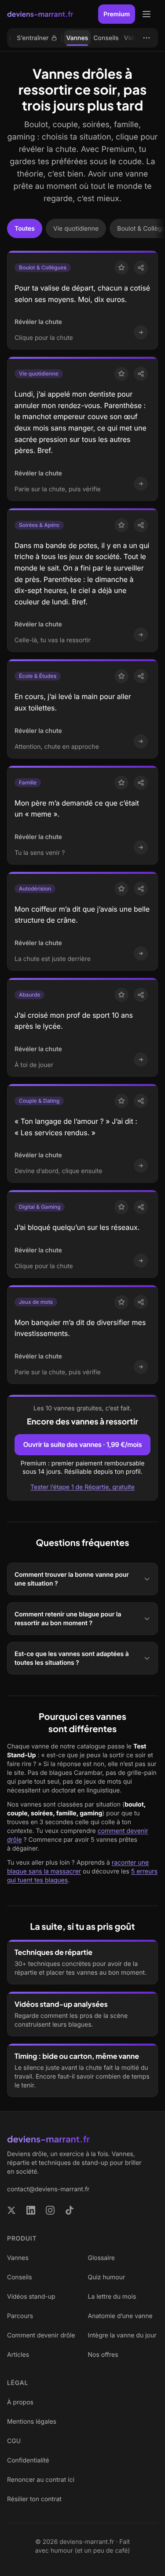 deviens-marrant.fr
Premium
S'entraîner
Vannes
Conseils
Vannes drôles à
ressortir ce soir, pas
trois jours plus tard
Boulot, couple, soirées, famille,
gaming : choisis ta situation, clique pour
révéler la chute. Avec Premium, tu
gardes tes préférées sous le coude. La
théorie, c'est bien. Avoir une vanne
prête au moment où tout le monde te
regarde, c'est mieux.
Toutes
Vie quotidienne
Boulot & Collègues
Boulot & Collègues
Pour ta valise de départ, chacun a cotisé
selon ses moyens. Moi, dix euros.
Révéler la chute
Clique pour la chute
Vie quotidienne
Lundi, j'ai appelé mon dentiste pour
annuler mon rendez-vous. Parenthèse :
le manchot empereur couve son œuf
deux mois sans manger, ce qui met une
sacrée pression sur tous les autres
pères. Bref.
Révéler la chute
Parie sur la chute, puis vérifie
Soirées & Apéro
Dans ma bande de potes, il y en a un qui
triche à tous les jeux de société. Tout le
monde le sait. On a fini par le surveiller
de près. Parenthèse : le dimanche à
dix-sept heures, le ciel a déjà une
couleur de lundi. Bref.
Révéler la chute
Celle-là, tu vas la ressortir
École & Études
En cours, j'ai levé la main pour aller
aux toilettes.
Révéler la chute
Attention, chute en approche
Famille
Mon père m'a demandé ce que c'était
un « meme ».
Révéler la chute
Tu la sens venir ?
Autodérision
Mon coiffeur m'a dit que j'avais une belle
structure de crâne.
Révéler la chute
La chute est juste derrière
Absurde
J'ai croisé mon prof de sport 10 ans
après le lycée.
Révéler la chute
À toi de jouer
Couple & Dating
« Ton langage de l'amour ? » J'ai dit :
« Les services rendus. »
Révéler la chute
Devine d'abord, clique ensuite
Digital & Gaming
J'ai bloqué quelqu'un sur les réseaux.
Révéler la chute
Clique pour la chute
Jeux de mots
Mon banquier m'a dit de diversifier mes
investissements.
Révéler la chute
Parie sur la chute, puis vérifie
Les 10 vannes gratuites, c'est fait.
Encore des vannes à ressortir
Ouvrir la suite des vannes · 1,99 €/mois
Premium : premier paiement remboursable
sous 14 jours. Résiliable depuis ton profil.
Tester l'étape 1 de Répartie, gratuite
Questions fréquentes
Comment trouver la bonne vanne pour
une situation ?
Comment retenir une blague pour la
ressortir au bon moment ?
Est-ce que les vannes sont adaptées à
toutes les situations ?
Pourquoi ces vannes
sont différentes
Chaque vanne de notre catalogue passe le Test
Stand-Up : « est-ce que je peux la sortir ce soir et
faire rire ? » Si la réponse est non, elle n'est pas sur
le site. Pas de blagues Carambar, pas de grille-pain
qui parle tout seul, pas de jeux de mots qui
nécessitent un doctorat en linguistique.
Nos vannes sont classées par situation (boulot,
couple, soirées, famille, gaming) pour que tu
trouves en 3 secondes celle qui colle à ton
contexte. Tu veux comprendre comment devenir
drôle ? Commence par avoir 5 vannes prêtes
à dégainer.
Tu veux aller plus loin ? Apprends à raconter une
blague sans la massacrer ou découvre les 5 erreurs
qui tuent tes blagues.
La suite, si tu as pris goût
Techniques de répartie
30+ techniques concrètes pour avoir de la
répartie et placer tes vannes au bon moment.
Vidéos stand-up analysées
Regarde comment les pros de la scène
construisent leurs blagues.
Timing : bide ou carton, même vanne
Le silence juste avant la chute fait la moitié du
travail. Encore faut-il savoir combien de temps
le tenir.
deviens-marrant.fr
Deviens drôle, un exercice à la fois. Vannes,
répartie et techniques de stand-up pour briller
en société.
contact@deviens-marrant.fr
PRODUIT
Vannes
Glossaire
Conseils
Quiz humour
Vidéos stand-up
La lettre du mois
Parcours
Anatomie d'une vanne
Comment devenir drôle
Intègre la vanne du jour
Articles
Nos offres
LÉGAL
À propos
Mentions légales
CGU
Confidentialité
Renoncer au contrat ici
Résilier ton contrat
© 2026 deviens-marrant.fr · Fait
avec humour (et un peu de café)